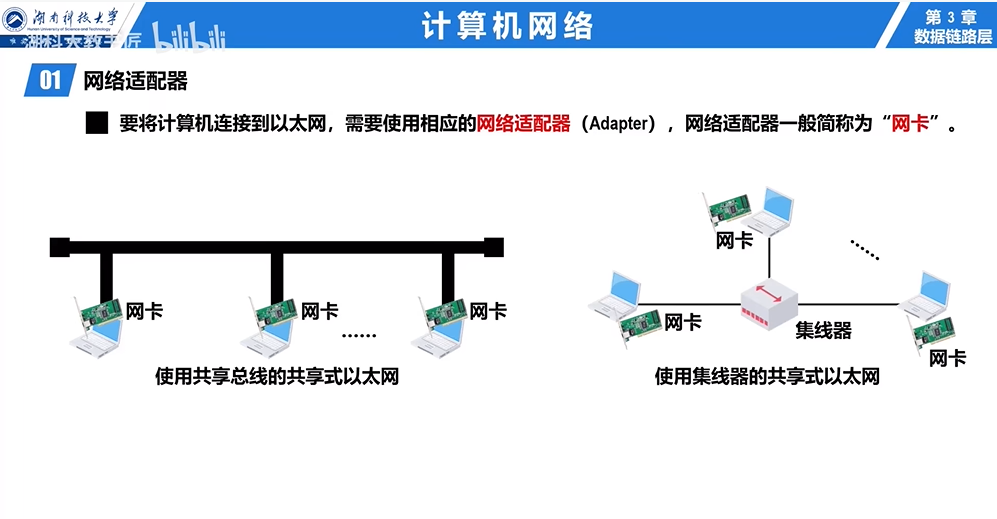 湖南科技大学
Hunan University of Science and Technology
湖科大教书匠
bilibili
计算机网络
第 3 章
数据链路层
01 网络适配器
要将计算机连接到以太网，需要使用相应的网络适配器（Adapter），网络适配器一般简称为“网卡”。
网卡
网卡
网卡
网卡
......
使用共享总线的共享式以太网
网卡
......
网卡
集线器
网卡
使用集线器的共享式以太网